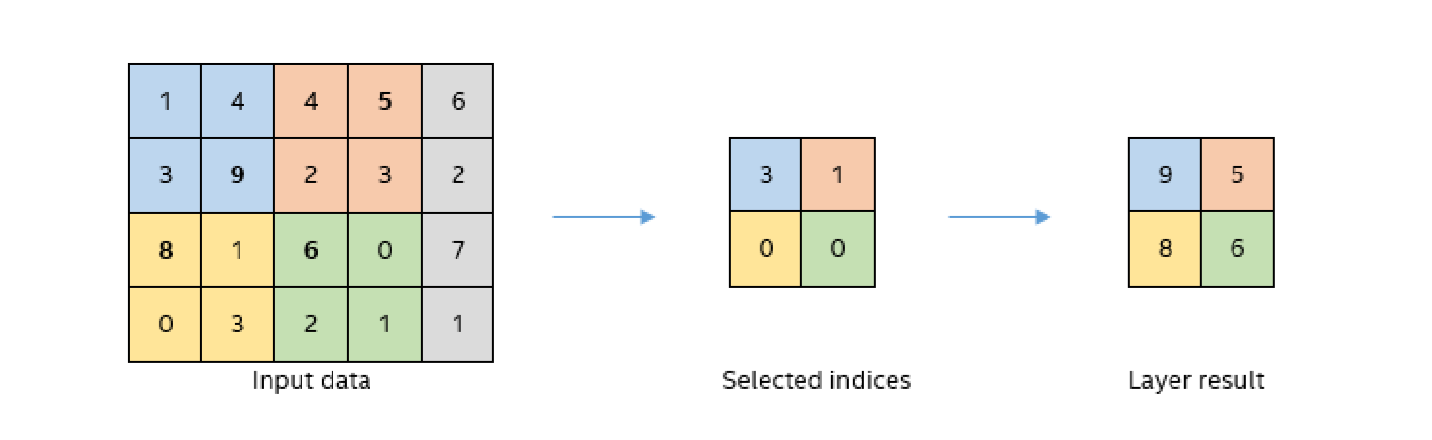 1 4 4 5 6
3 9 2 3 2
8 1 6 0 7
0 3 2 1 1
Input data
3 1
0 0
Selected indices
9 5
8 6
Layer result